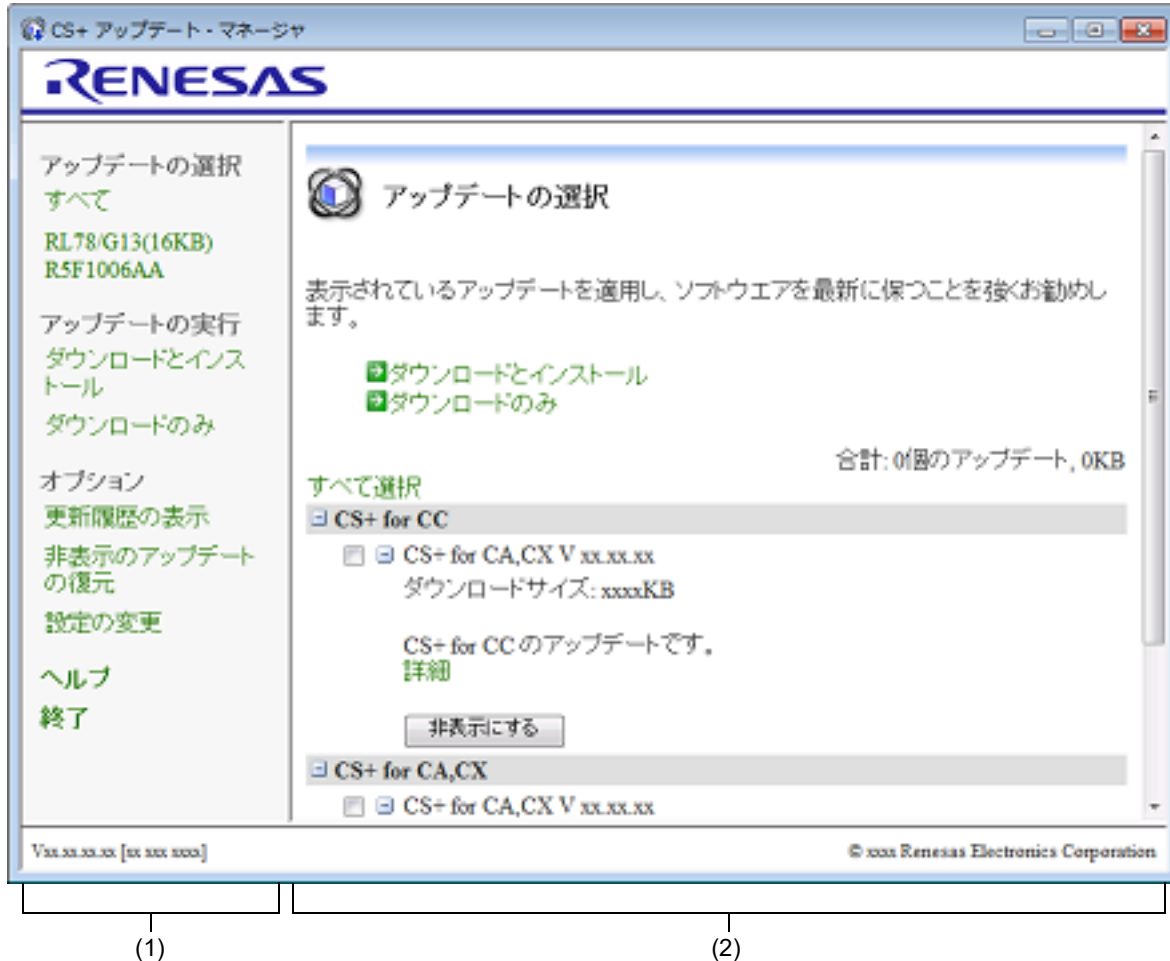 CS+ アップデート・マネージャ
RENESAS
アップデートの選択
すべて
RL78/G13(16KB)
R5F1006AA
アップデートの実行
ダウンロードとインス
トール
ダウンロードのみ
オプション
更新履歴の表示
非表示のアップデート
の復元
設定の変更
ヘルプ
終了
アップデートの選択
表示されているアップデートを適用し、ソフトウエアを最新に保つことを強くお勧めし
ます。
ダウンロードとインストール
ダウンロードのみ
合計: 0個のアップデート, 0KB
すべて選択
CS+ for CC
CS+ for CA,CX V xx.xx.xx
ダウンロードサイズ: xxxxKB
CS+ for CC のアップデートです。
詳細
非表示にする
CS+ for CA,CX
CS+ for CA,CX V xx.xx.xx
Vxx.xx.xx.xx [xx xxx xxxx]
© xxxx Renesas Electronics Corporation
(1)
(2)